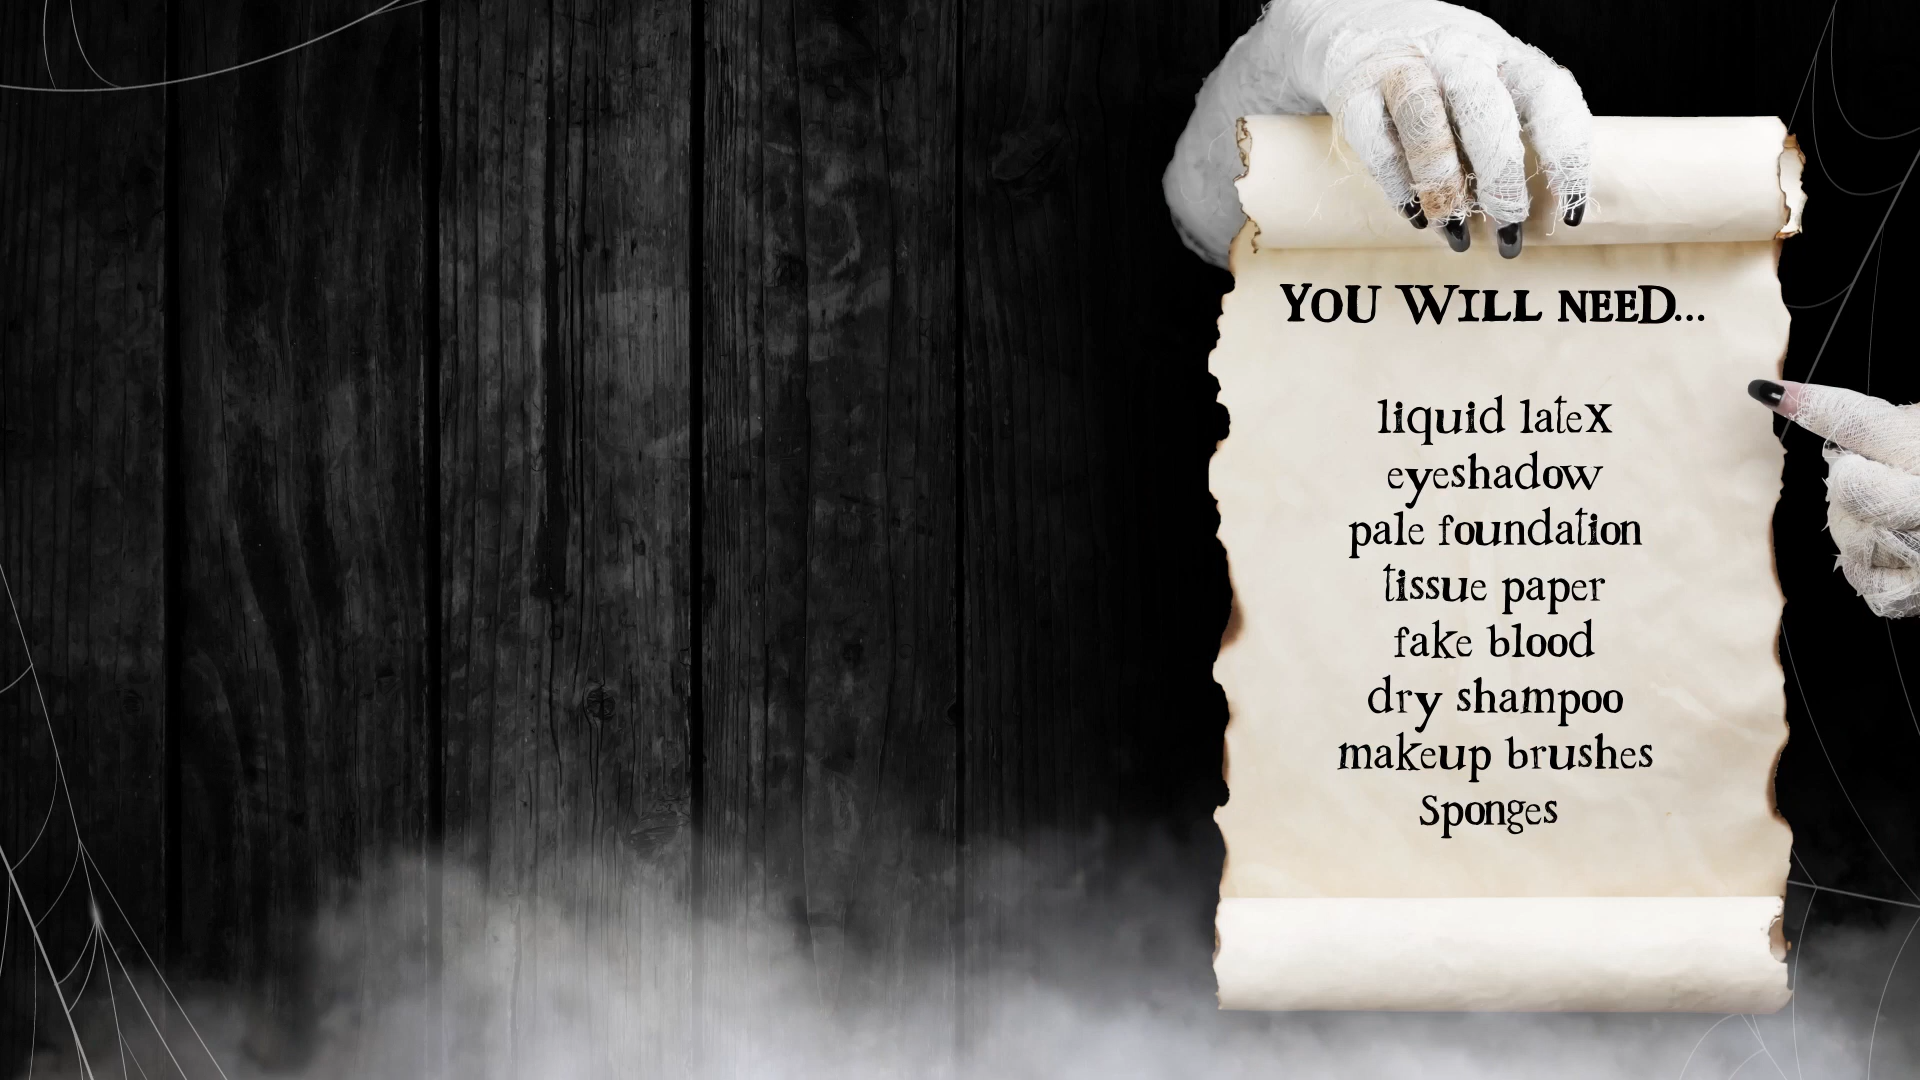 YOU WILL NEED...
liquid latex
eyeshadow
pale foundation
tissue paper
fake blood
dry shampoo
makeup brushes
Sponges